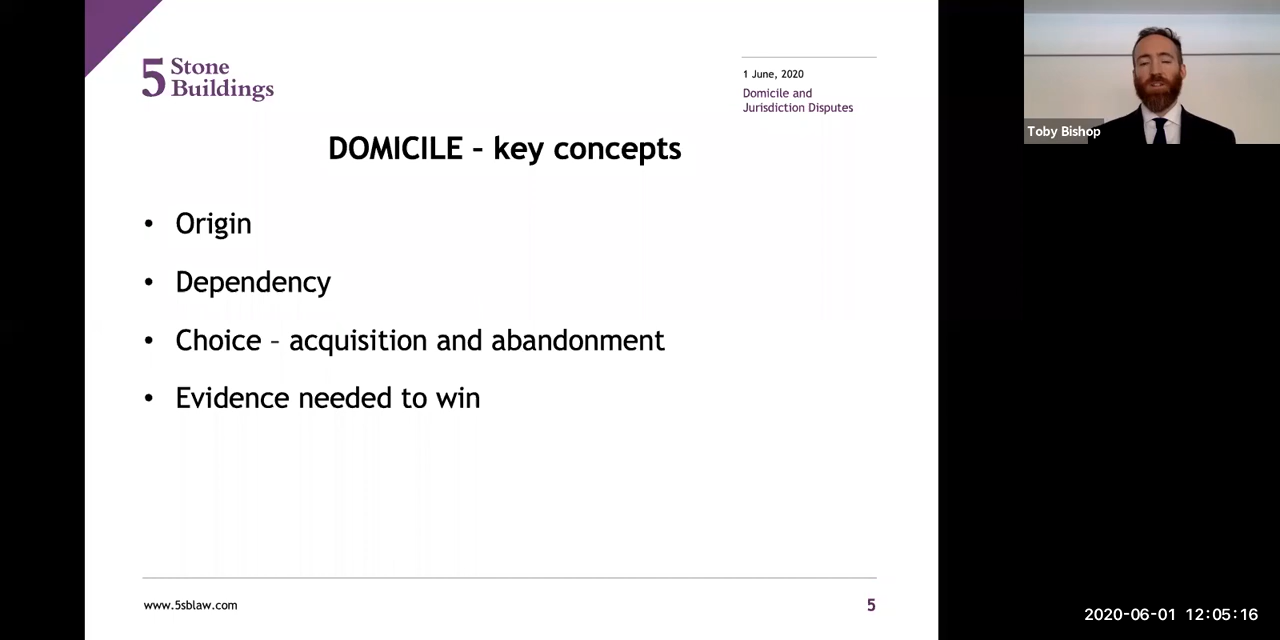 5 Stone
Buildings
1 June, 2020
Domicile and
Jurisdiction Disputes
DOMICILE – key concepts
• Origin
• Dependency
• Choice – acquisition and abandonment
• Evidence needed to win
www.5sblaw.com
5
Toby Bishop
2020-06-01 12:05:16